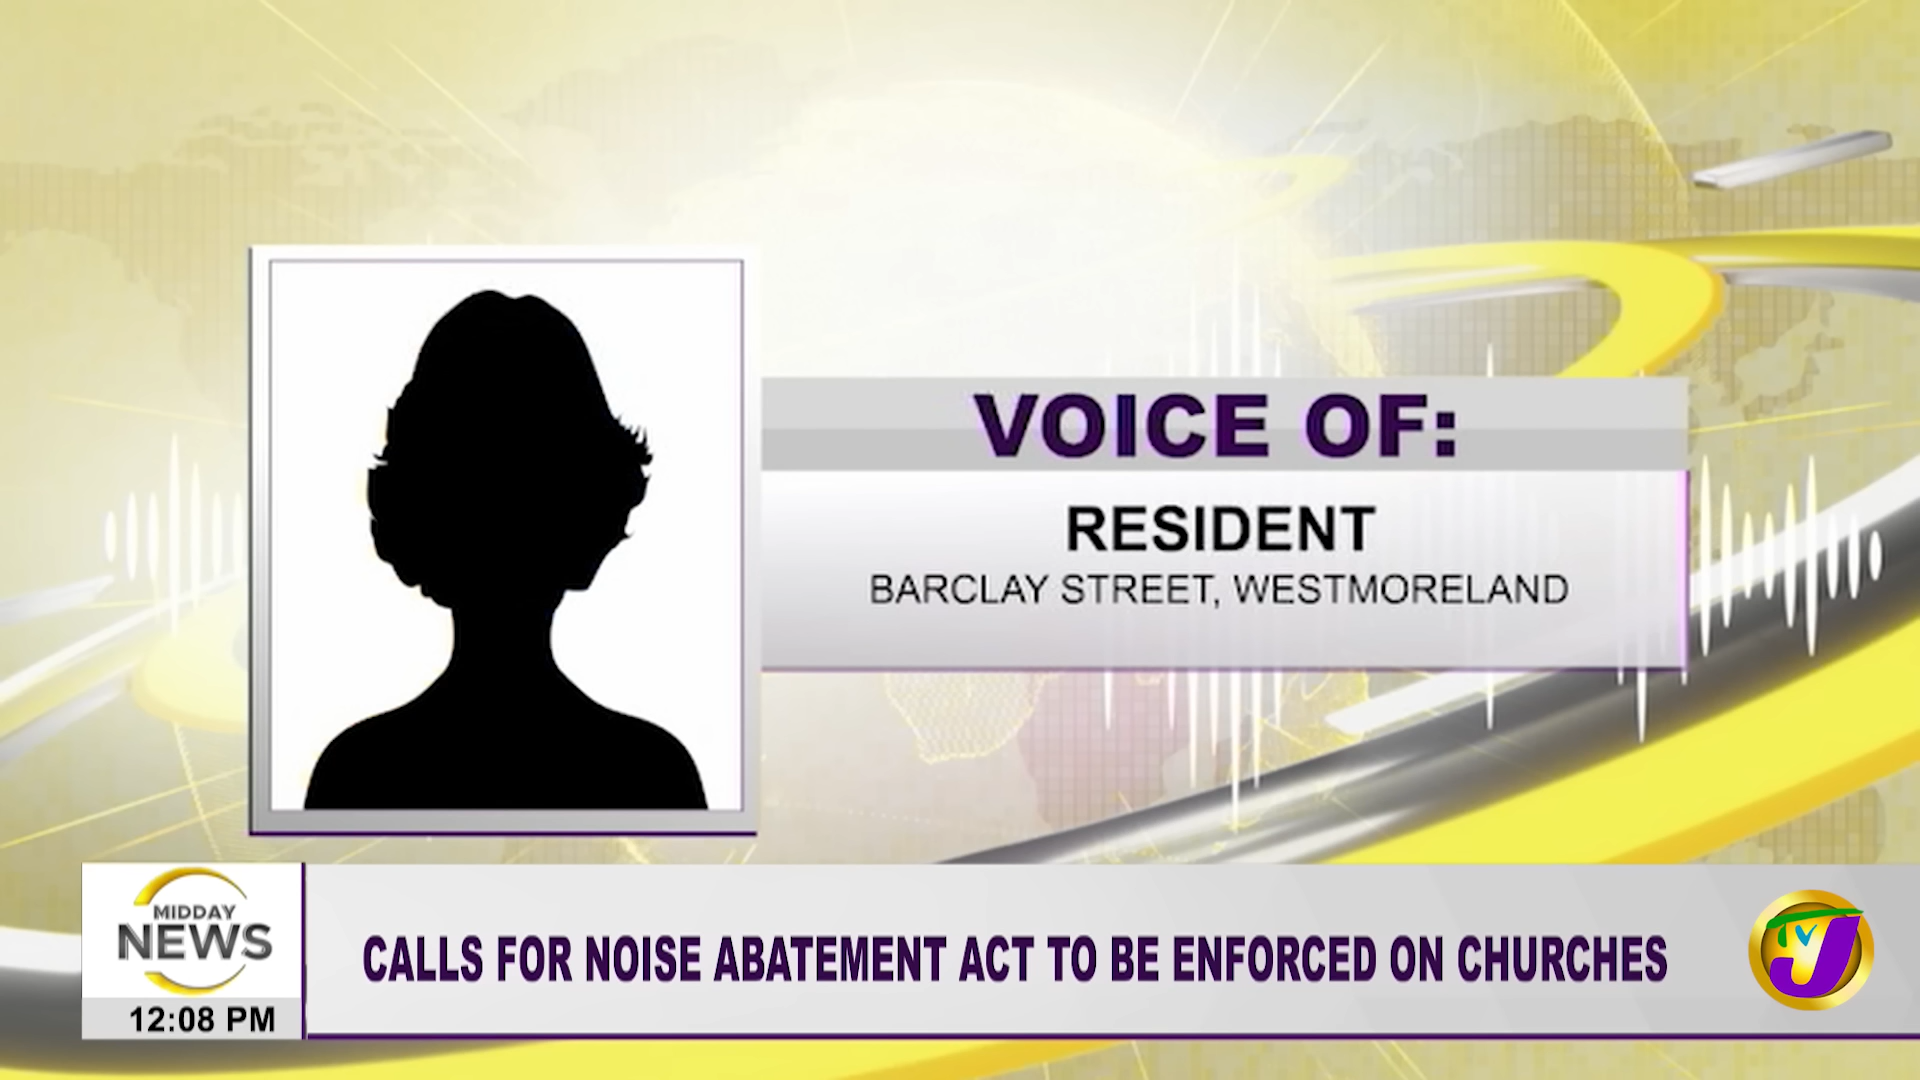 VOICE OF:
RESIDENT
BARCLAY STREET, WESTMORELAND
MIDDAY
NEWS
12:08 PM
CALLS FOR NOISE ABATEMENT ACT TO BE ENFORCED ON CHURCHES
TVJ